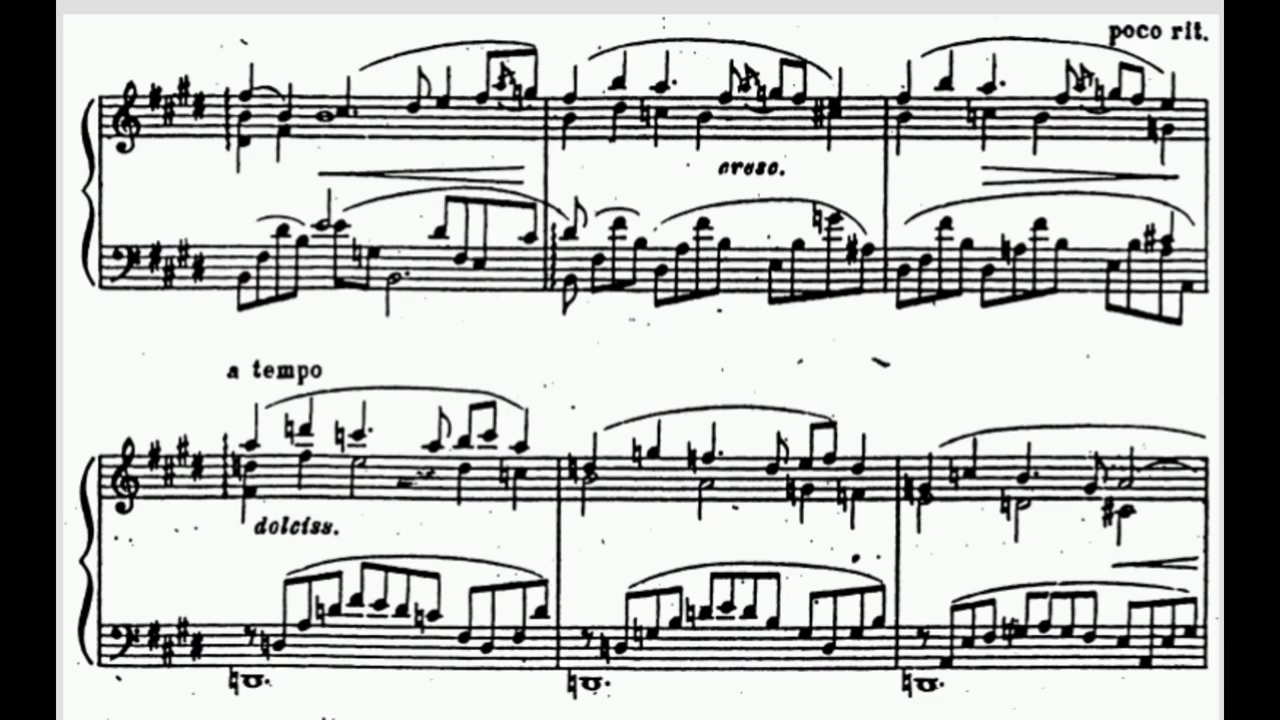 poco rit.
cresc.
a tempo
dolciss.